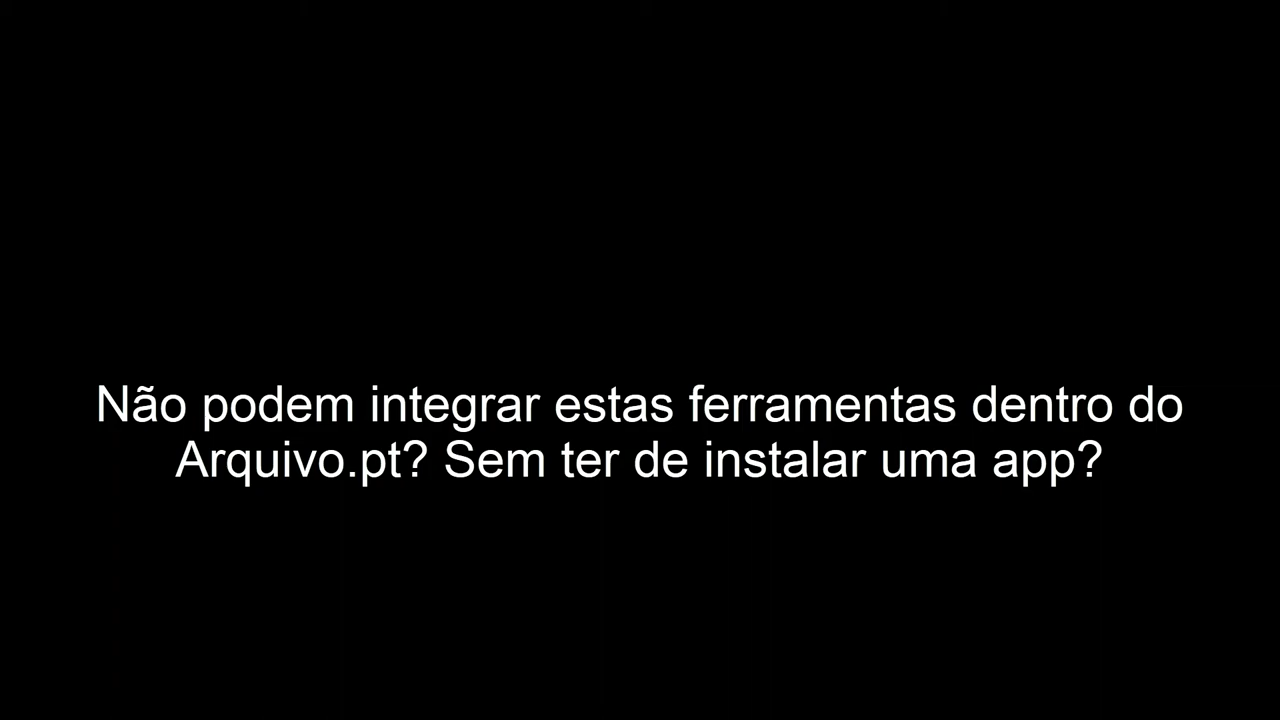 Não podem integrar estas ferramentas dentro do
Arquivo.pt? Sem ter de instalar uma app?